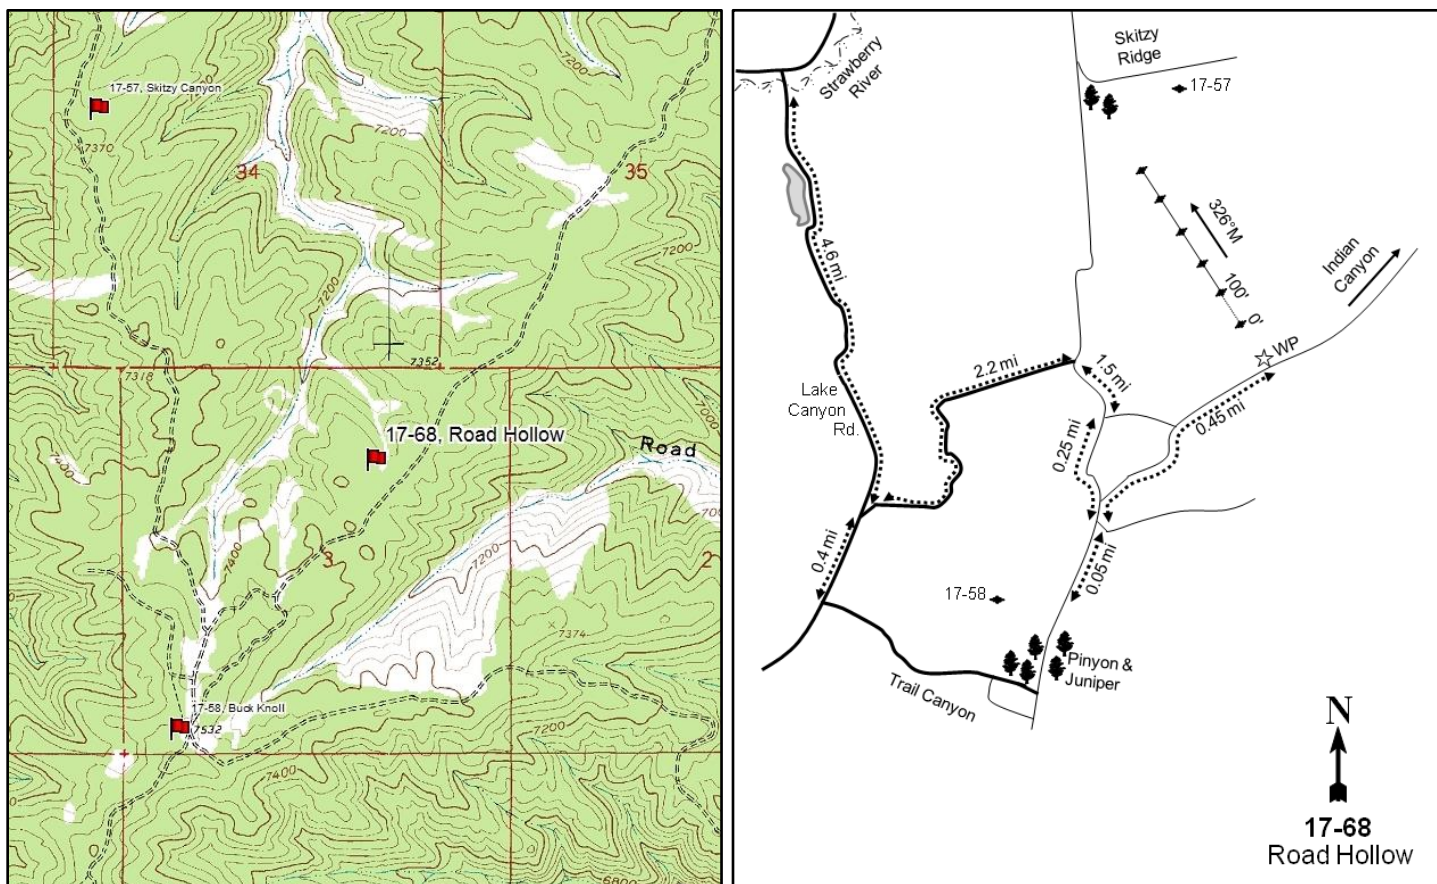 7200
17-57, Skitzy Canyon
7200
7200
7370
34
35
7200
7200
7352
7318
17-68, Road Hollow
Road
7000
7400
7200
7400
3
2
7374
17-58, Buck Knoll
7532
7200
7400
6800
Skitzy
Ridge
17-57
Strawberry
River
4.6 mi
326°M
100'
0'
Indian
Canyon
WP
2.2 mi
1.5 mi
Lake
Canyon
Rd.
0.25 mi
0.45 mi
0.4 mi
0.05 mi
17-58
Pinyon &
Juniper
Trail Canyon
N
17-68
Road Hollow